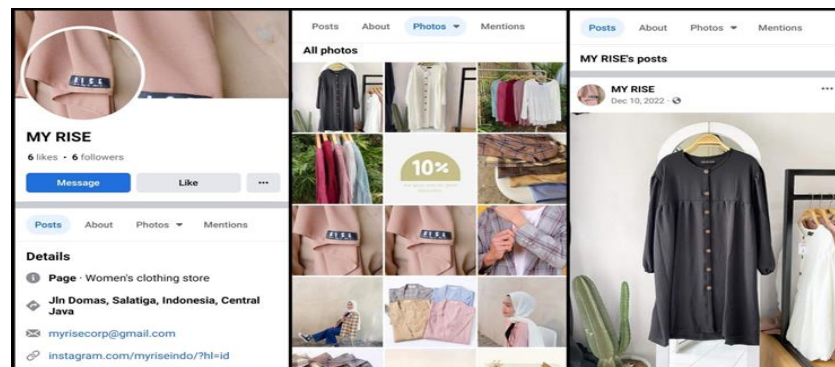 MY RISE
6 likes • 6 followers
Message
Like
Posts
About
Photos
Mentions
Details
Page · Women's clothing store
Jln Domas, Salatiga, Indonesia, Central
Java
myrisecorp@gmail.com
instagram.com/myriseindo/?hl=id
Posts
About
Photos
Mentions
All photos
10%
Posts
About
Photos
Mentions
MY RISE's posts
MY RISE
Dec 10, 2022